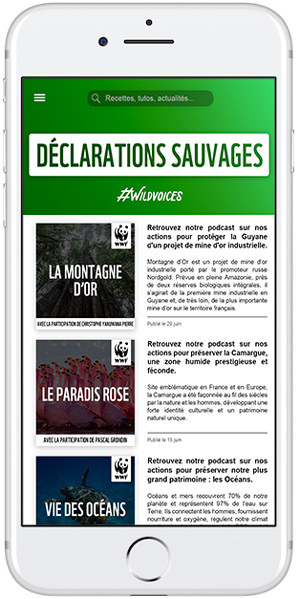 Recettes, tutos, actualités...
DÉCLARATIONS SAUVAGES
#WILDVOICES
WWF
LA MONTAGNE
D'OR
AVEC LA PARTICIPATION DE CHRISTOPHE YANUWANA PIERRE
Retrouvez notre podcast sur nos
actions pour protéger la Guyane
d'un projet de mine d'or industrielle.
Montagne d'Or est un projet de mine d'or
industrielle porté par le promoteur russe
Nordgold. Prévue en pleine Amazonie, près
de deux réserves biologiques intégrales, il
s'agirait de la première mine industrielle en
Guyane et, de très loin, de la plus importante
mine d'or sur le territoire français.
Publié le 29 juin
WWF
LE PARADIS ROSE
AVEC LA PARTICIPATION DE PASCAL GRONDIN
Retrouvez notre podcast sur nos
actions pour préserver la Camargue,
une zone humide prestigieuse et
féconde.
Site emblématique en France et en Europe,
la Camargue a été façonnée au fil des siècles
par la nature et les hommes, développant une
forte identité culturelle et un patrimoine
naturel unique.
Publié le 15 juin
WWF
VIE DES OCÉANS
Retrouvez notre podcast sur nos
actions pour préserver notre plus
grand patrimoine : les Océans.
Océans et mers recouvrent 70% de notre
planète et représentent 97% de l'eau sur
Terre. Ils connectent les hommes, fournissent
nourriture et oxygène, régulent notre climat